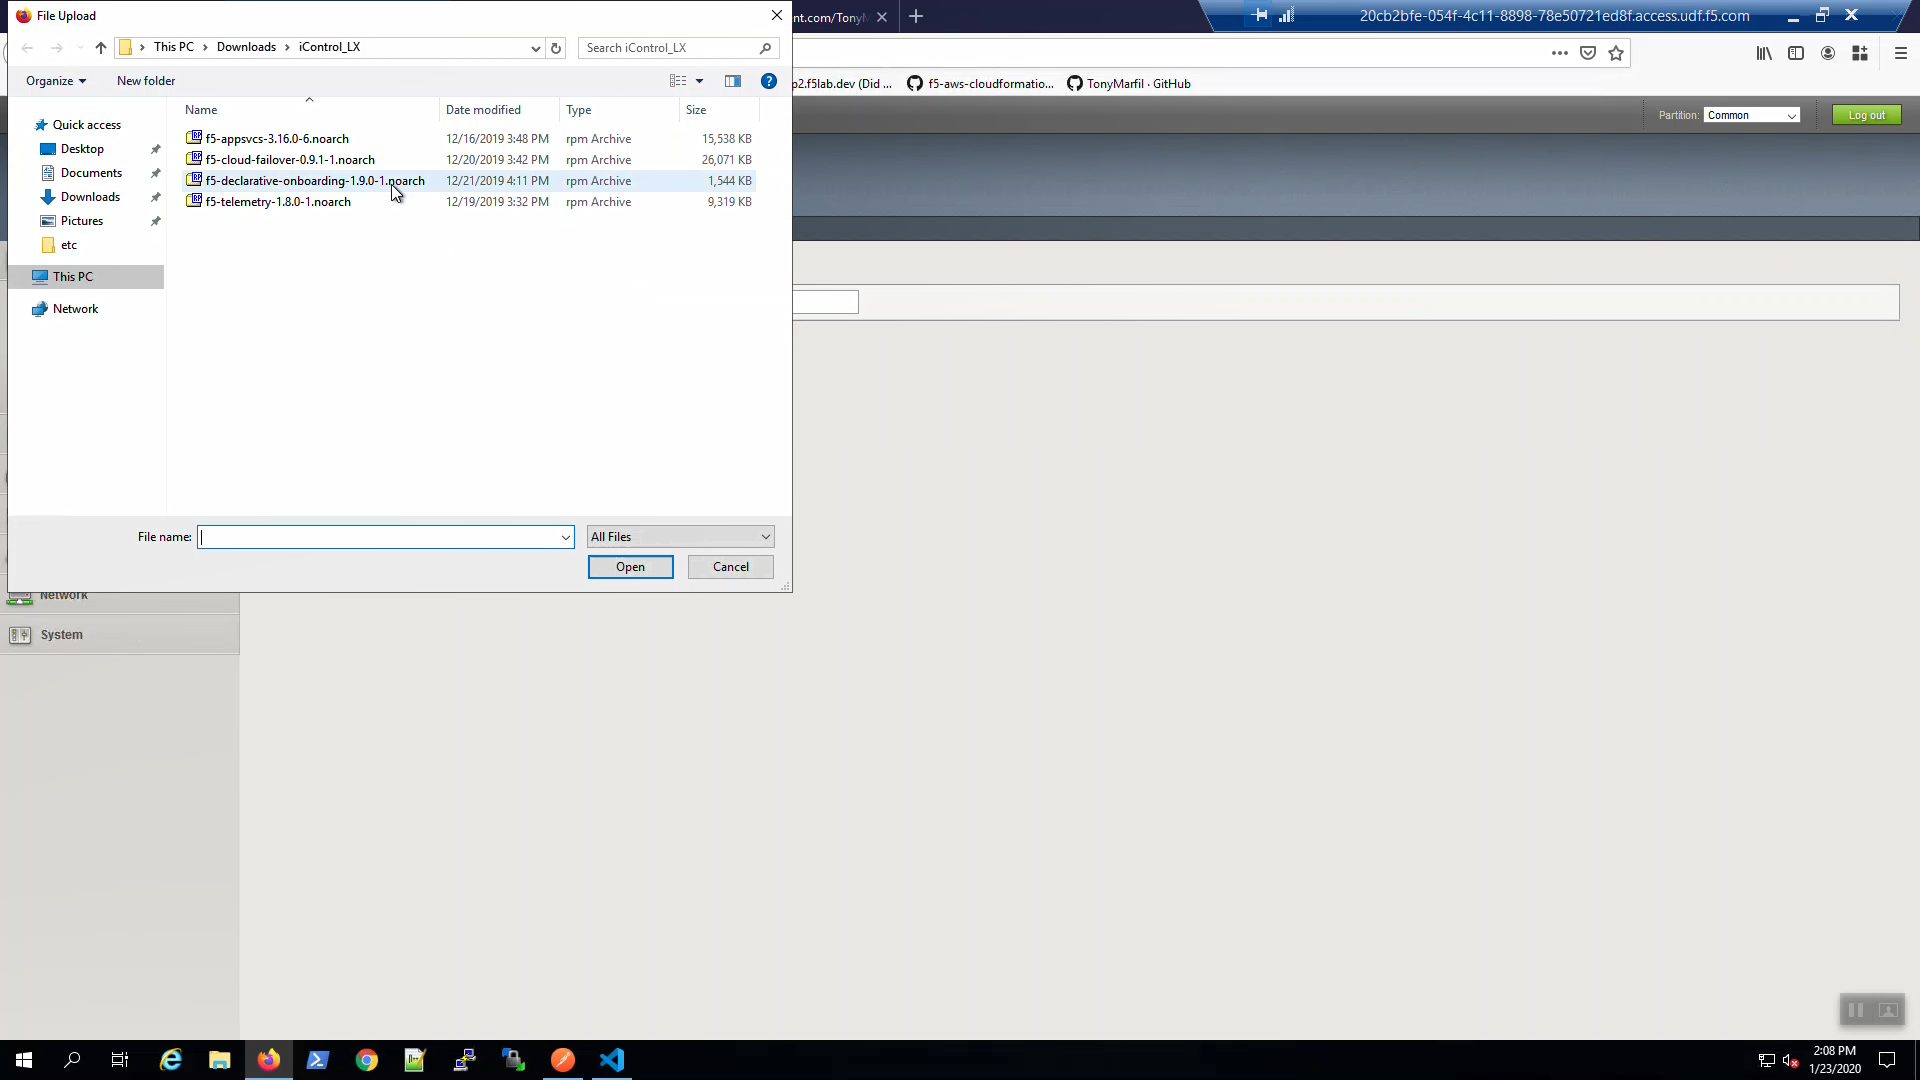 File Upload
nt.com/Tony
20cb2bfe-054f-4c11-8898-78e50721ed8f.access.udf.f5.com
This PC
Downloads
iControl_LX
Search iControl_LX
Organize
New folder
p2.f5lab.dev (Did ...
f5-aws-cloudformatio...
TonyMarfil · GitHub
Name
Date modified
Type
Size
Partition:
Common
Log out
Quick access
Desktop
Documents
Downloads
Pictures
etc
This PC
Network
f5-appsvcs-3.16.0-6.noarch 12/16/2019 3:48 PM rpm Archive 15,538 KB
f5-cloud-failover-0.9.1-1.noarch 12/20/2019 3:42 PM rpm Archive 26,071 KB
f5-declarative-onboarding-1.9.0-1.noarch 12/21/2019 4:11 PM rpm Archive 1,544 KB
f5-telemetry-1.8.0-1.noarch 12/19/2019 3:32 PM rpm Archive 9,319 KB
File name:
All Files
Open
Cancel
Network
System
2:08 PM
1/23/2020